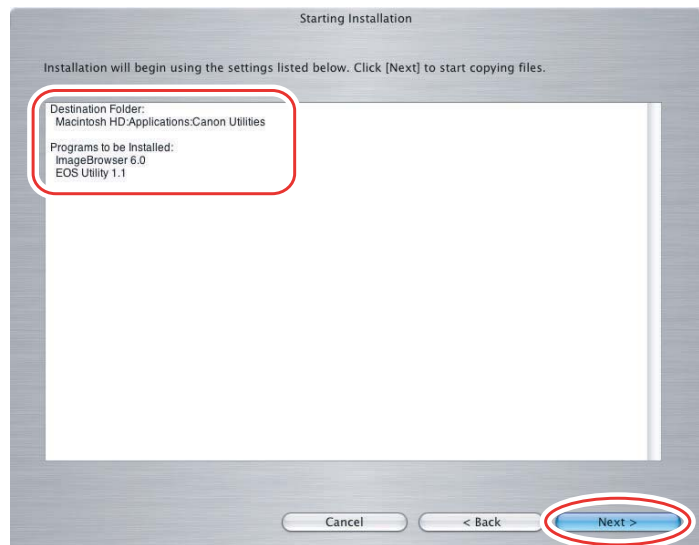 Starting Installation
Installation will begin using the settings listed below. Click [Next] to start copying files.
Destination Folder:
Macintosh HD:Applications:Canon Utilities
Programs to be Installed:
ImageBrowser 6.0
EOS Utility 1.1
Cancel
< Back
Next >